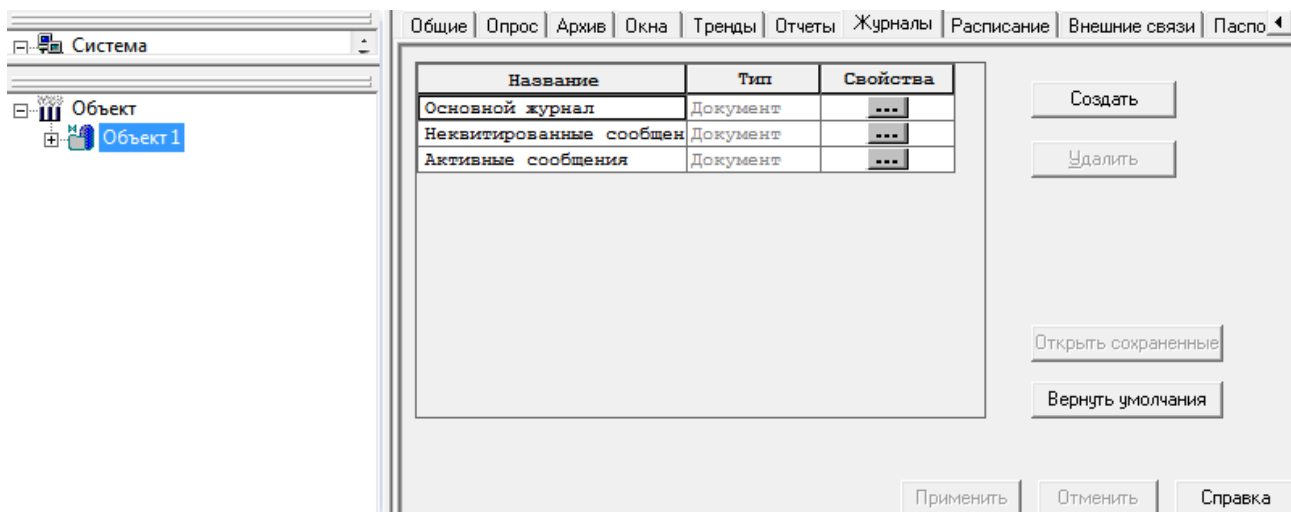 Система
Объект
Объект 1
Общие Опрос Архив Окна Тренды Отчеты Журналы Расписание Внешние связи Паспо
Название Тип Свойства
Основной журнал Документ ...
Неквитированные сообщен Документ ...
Активные сообщения Документ ...
Создать
Удалить
Открыть сохраненные
Вернуть умолчания
Применить Отменить Справка